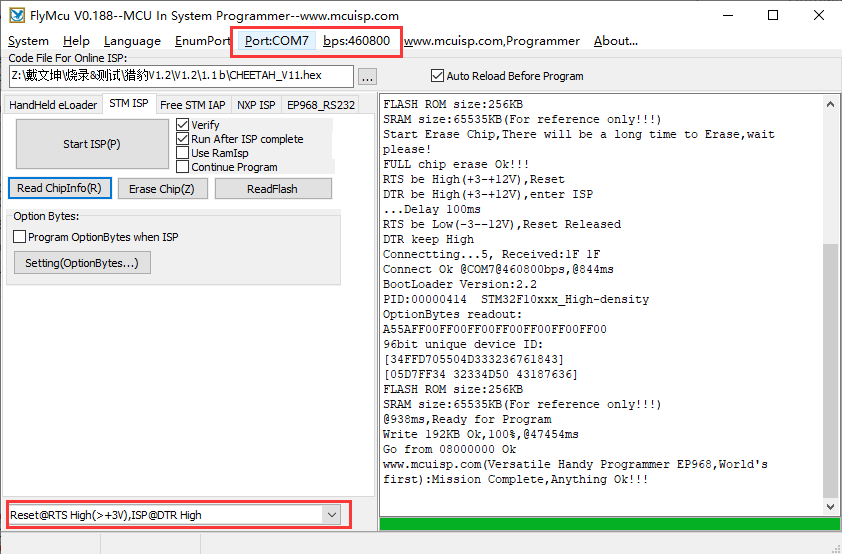 FlyMcu V0.188--MCU In System Programmer--www.mcuisp.com
System Help Language EnumPort Port:COM7 bps:460800 www.mcuisp.com,Programmer About...
Code File For Online ISP:
Z:\戴文坤\烧录&测试\猎豹V1.2\V1.2\1.1b\CHEETAH_V11.hex ... Auto Reload Before Program
HandHeld eLoader STM ISP Free STM IAP NXP ISP EP968_RS232
Start ISP(P)
Verify
Run After ISP complete
Use RamIsp
Continue Program
Read ChipInfo(R) Erase Chip(Z) ReadFlash
Option Bytes:
Program OptionBytes when ISP
Setting(OptionBytes...)
Reset@RTS High(>+3V),ISP@DTR High
FLASH ROM size:256KB
SRAM size:65535KB(For reference only!!!)
Start Erase Chip,There will be a long time to Erase,wait
please!
FULL chip erase Ok!!!
RTS be High(+3-+12V),Reset
DTR be High(+3-+12V),enter ISP
...Delay 100ms
RTS be Low(-3--12V),Reset Released
DTR keep High
Connectting...5, Received:1F 1F
Connect Ok @COM7@460800bps,@844ms
BootLoader Version:2.2
PID:00000414 STM32F10xxx_High-density
OptionBytes readout:
A55AFF00FF00FF00FF00FF00FF00FF00
96bit unique device ID:
[34FFD705504D333236761843]
[05D7FF34 32334D50 43187636]
FLASH ROM size:256KB
SRAM size:65535KB(For reference only!!!)
@938ms,Ready for Program
Write 192KB Ok,100%,@47454ms
Go from 08000000 Ok
www.mcuisp.com(Versatile Handy Programmer EP968,World's
first):Mission Complete,Anything Ok!!!